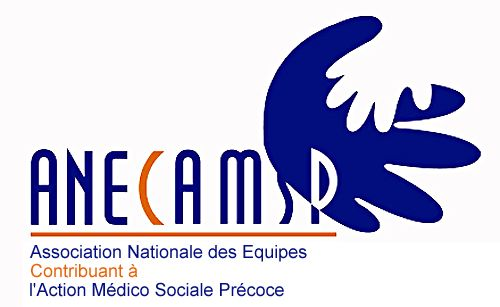 ANECAMSP
Association Nationale des Equipes
Contribuant à
l'Action Médico Sociale Précoce